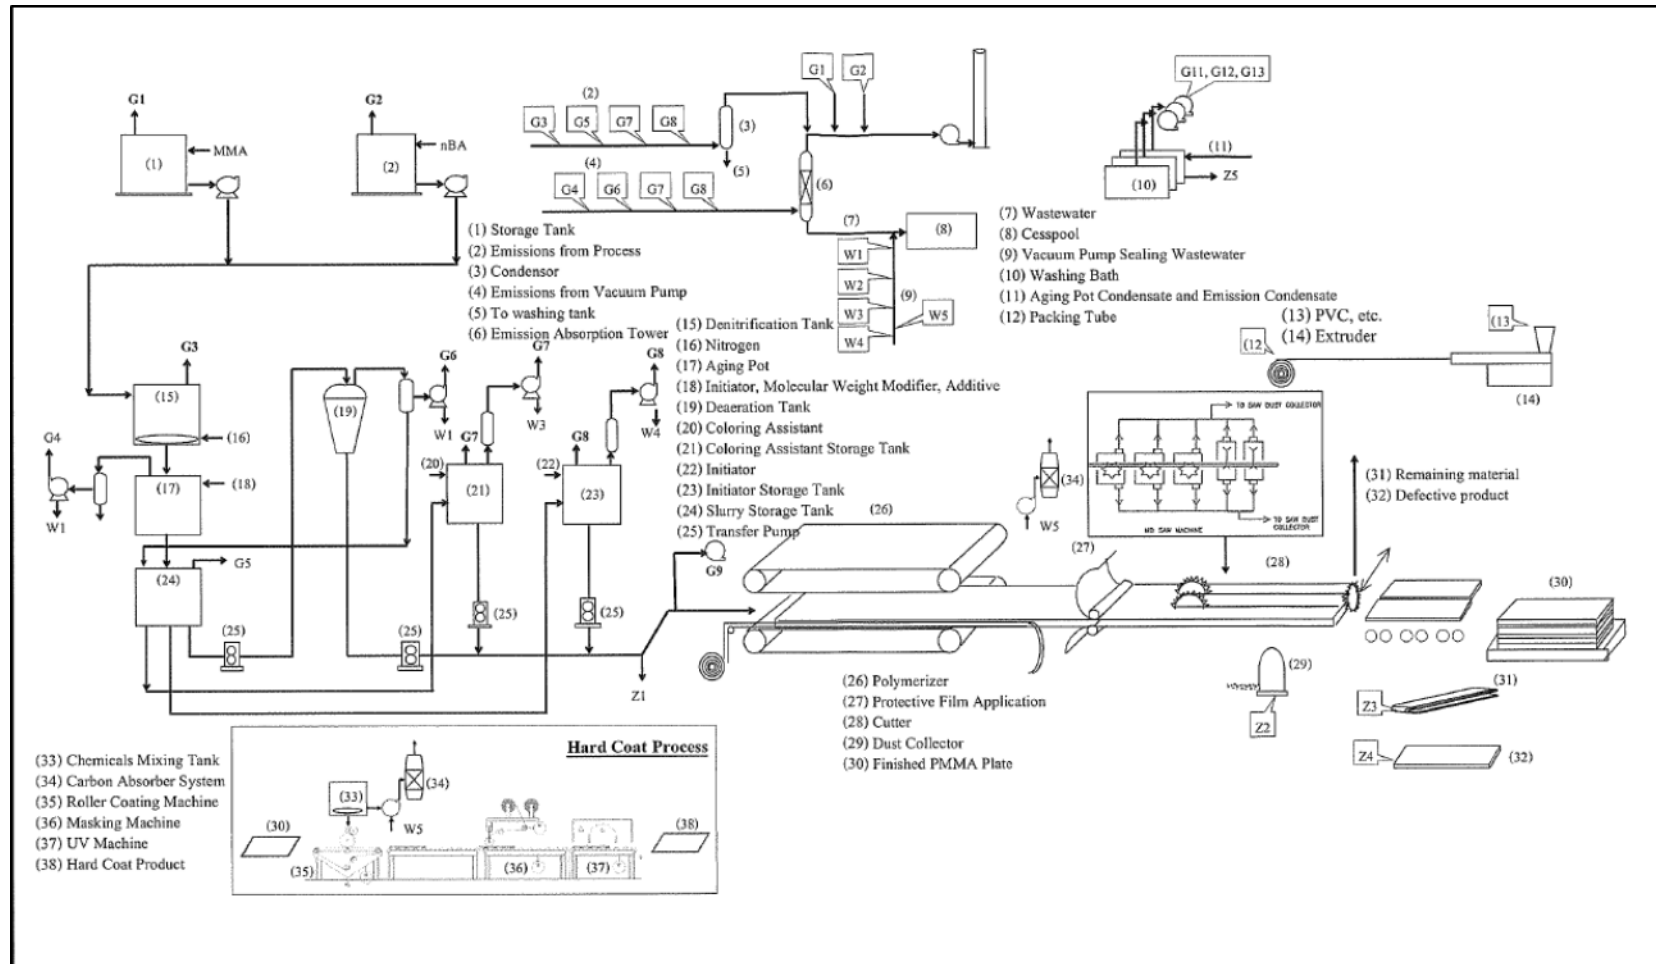 G1
G2
(1)
MMA
(2)
nBA
(2)
G3
G5
G7
G8
(3)
(4)
(5)
G4
G6
G7
G8
G1
G2
(6)
(7)
(8)
W1
W2
(9)
W3
W5
W4
G11, G12, G13
(11)
(10)
Z5
(1) Storage Tank
(2) Emissions from Process
(3) Condensor
(4) Emissions from Vacuum Pump
(5) To washing tank
(6) Emission Absorption Tower
(7) Wastewater
(8) Cesspool
(9) Vacuum Pump Sealing Wastewater
(10) Washing Bath
(11) Aging Pot Condensate and Emission Condensate
(12) Packing Tube
(13) PVC, etc.
(14) Extruder
(12)
(13)
(14)
(15) Denitrification Tank
(16) Nitrogen
(17) Aging Pot
(18) Initiator, Molecular Weight Modifier, Additive
(19) Deaeration Tank
(20) Coloring Assistant
(21) Coloring Assistant Storage Tank
(22) Initiator
(23) Initiator Storage Tank
(24) Slurry Storage Tank
(25) Transfer Pump
G3
(15)
(16)
G4
(17)
(18)
W1
(24)
G5
(25)
(19)
G6
W1
(25)
G7
W3
G7
(20)
(21)
(25)
G8
W4
G8
(22)
(23)
(25)
G9
Z1
(26)
(27)
(34)
W5
TO SAW DUST COLLECTOR
TO SAW DUST
COLLECTOR
ND SAW MACHINE
(28)
(31) Remaining material
(32) Defective product
(30)
(29)
Z2
(31)
Z3
Z4
(32)
(26) Polymerizer
(27) Protective Film Application
(28) Cutter
(29) Dust Collector
(30) Finished PMMA Plate
(33) Chemicals Mixing Tank
(34) Carbon Absorber System
(35) Roller Coating Machine
(36) Masking Machine
(37) UV Machine
(38) Hard Coat Product
Hard Coat Process
(33)
(34)
W5
(30)
(35)
(36)
(37)
(38)